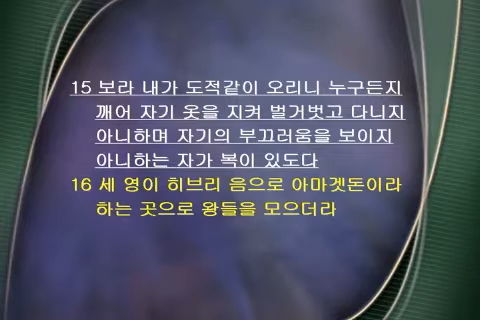 15 보라 내가 도적같이 오리니 누구든지
깨어 자기 옷을 지켜 벌거벗고 다니지
아니하며 자기의 부끄러움을 보이지
아니하는 자가 복이 있도다
16 세 영이 히브리 음으로 아마겟돈이라
하는 곳으로 왕들을 모으더라